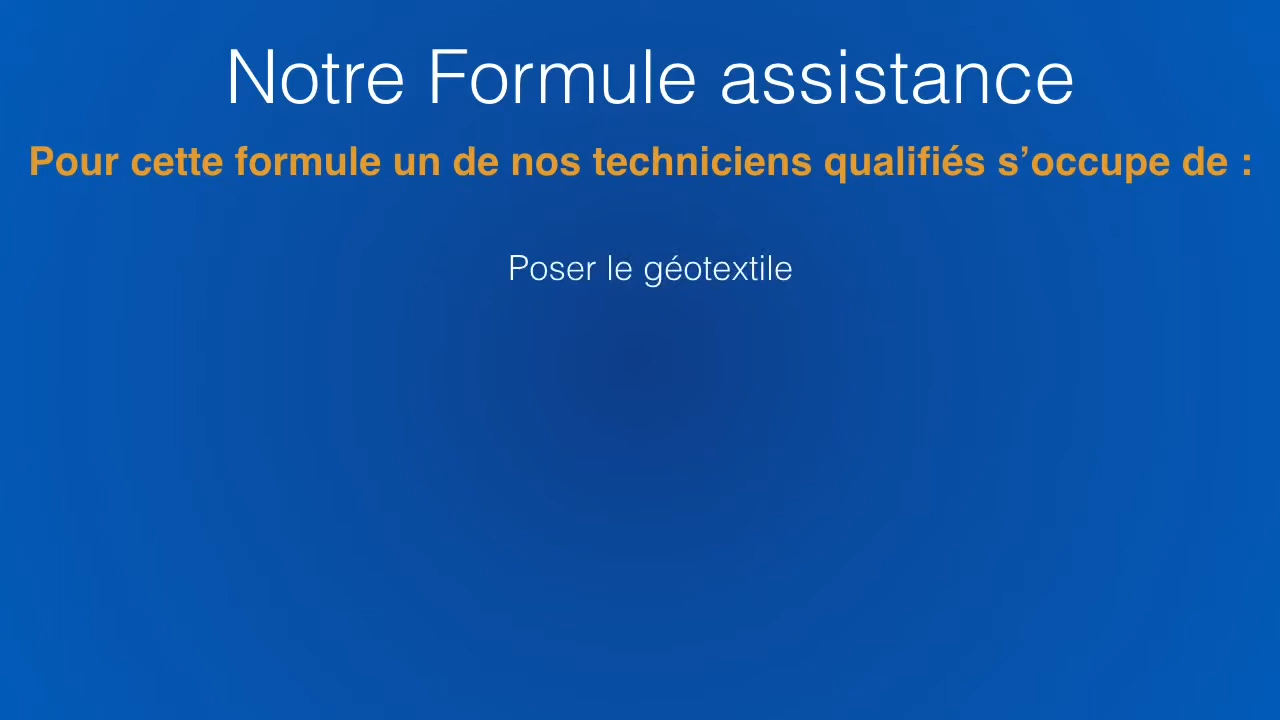 Notre Formule assistance
Pour cette formule un de nos techniciens qualifiés s’occupe de :
Poser le géotextile